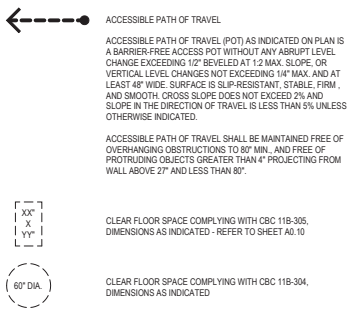 ACCESSIBLE PATH OF TRAVEL
ACCESSIBLE PATH OF TRAVEL (POT) AS INDICATED ON PLAN IS
A BARRIER-FREE ACCESS POT WITHOUT ANY ABRUPT LEVEL
CHANGE EXCEEDING 1/2" BEVELED AT 1:2 MAX. SLOPE, OR
VERTICAL LEVEL CHANGES NOT EXCEEDING 1/4" MAX. AND AT
LEAST 48" WIDE. SURFACE IS SLIP-RESISTANT, STABLE, FIRM ,
AND SMOOTH. CROSS SLOPE DOES NOT EXCEED 2% AND
SLOPE IN THE DIRECTION OF TRAVEL IS LESS THAN 5% UNLESS
OTHERWISE INDICATED.
ACCESSIBLE PATH OF TRAVEL SHALL BE MAINTAINED FREE OF
OVERHANGING OBSTRUCTIONS TO 80" MIN., AND FREE OF
PROTRUDING OBJECTS GREATER THAN 4" PROJECTING FROM
WALL ABOVE 27" AND LESS THAN 80".
XX"
X
YY"
CLEAR FLOOR SPACE COMPLYING WITH CBC 11B-305,
DIMENSIONS AS INDICATED - REFER TO SHEET A0.10
60" DIA.
CLEAR FLOOR SPACE COMPLYING WITH CBC 11B-304,
DIMENSIONS AS INDICATED